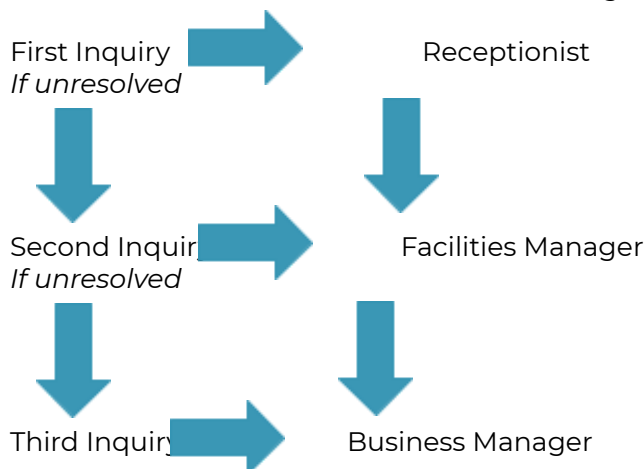 First Inquiry Receptionist
If unresolved
Second Inquiry Facilities Manager
If unresolved
Third Inquiry Business Manager